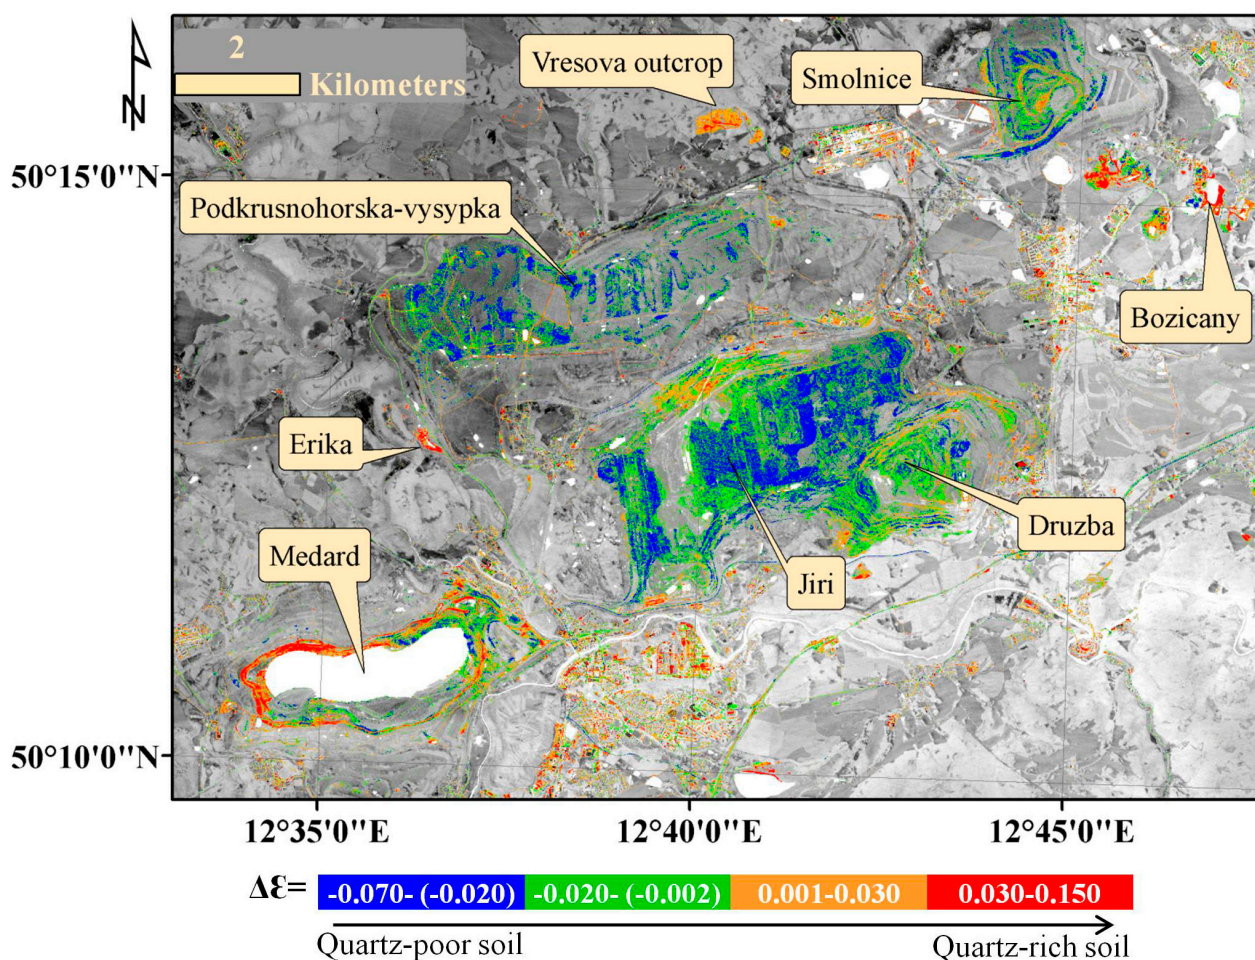 N
2
Kilometers
Vresova outcrop
Smolnice
50°15'0''N
Podkrusnohorska-vysypka
Bozicany
Erika
Druzba
Medard
Jiri
50°10'0''N
12°35'0''E
12°40'0''E
12°45'0''E
Δε=
-0.070- (-0.020)
-0.020- (-0.002)
0.001-0.030
0.030-0.150
Quartz-poor soil
Quartz-rich soil